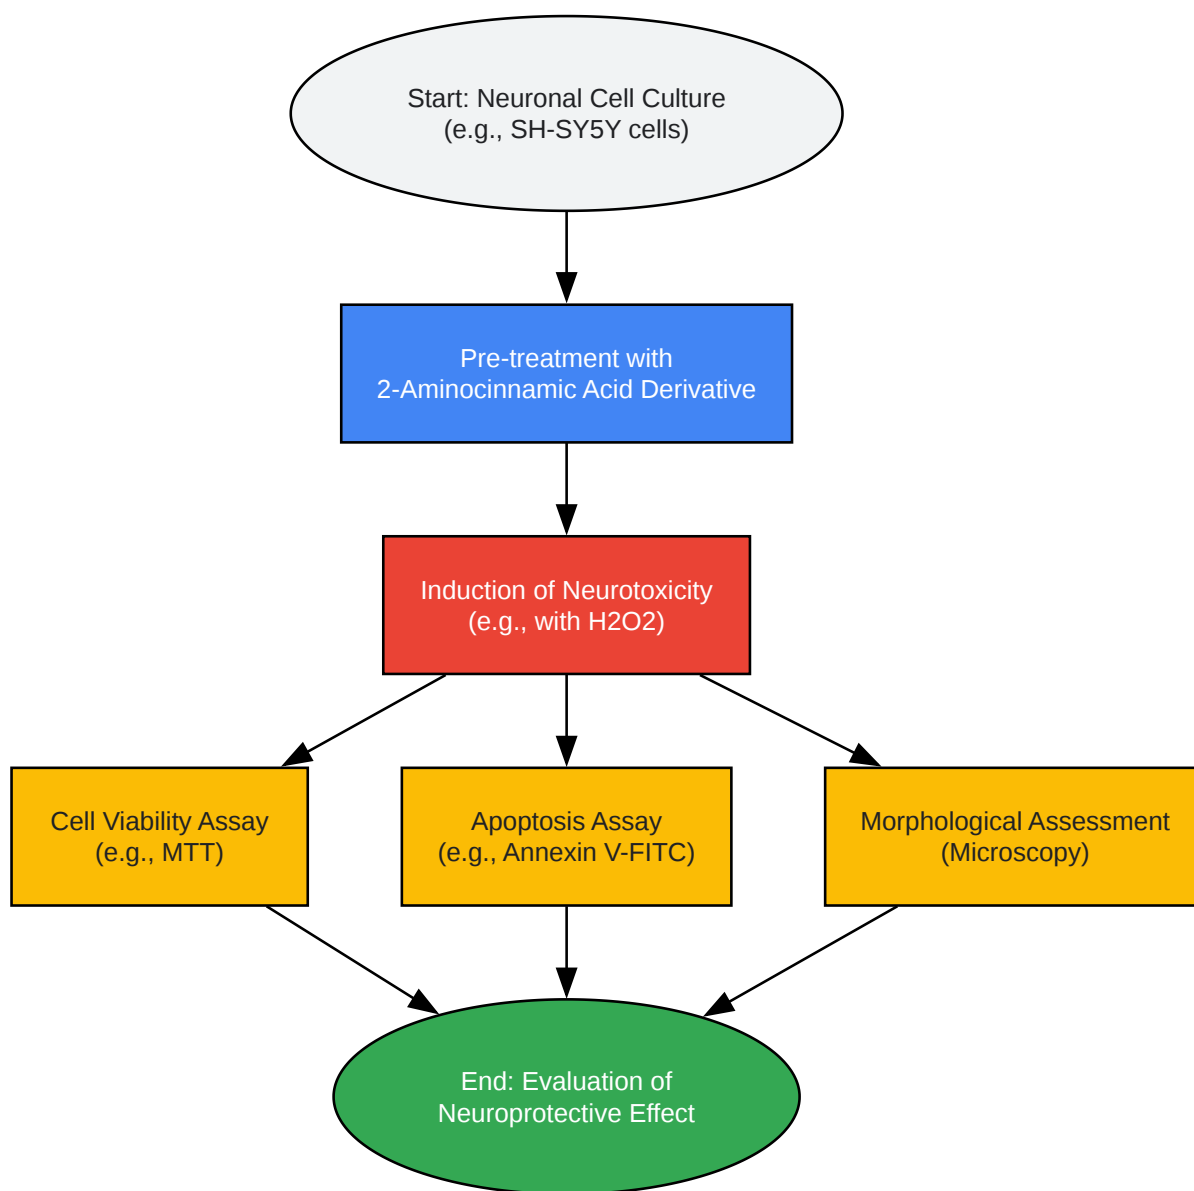 Start: Neuronal Cell Culture
(e.g., SH-SY5Y cells)
Pre-treatment with
2-Aminocinnamic Acid Derivative
Induction of Neurotoxicity
(e.g., with H2O2)
Cell Viability Assay
(e.g., MTT)
Apoptosis Assay
(e.g., Annexin V-FITC)
Morphological Assessment
(Microscopy)
End: Evaluation of
Neuroprotective Effect